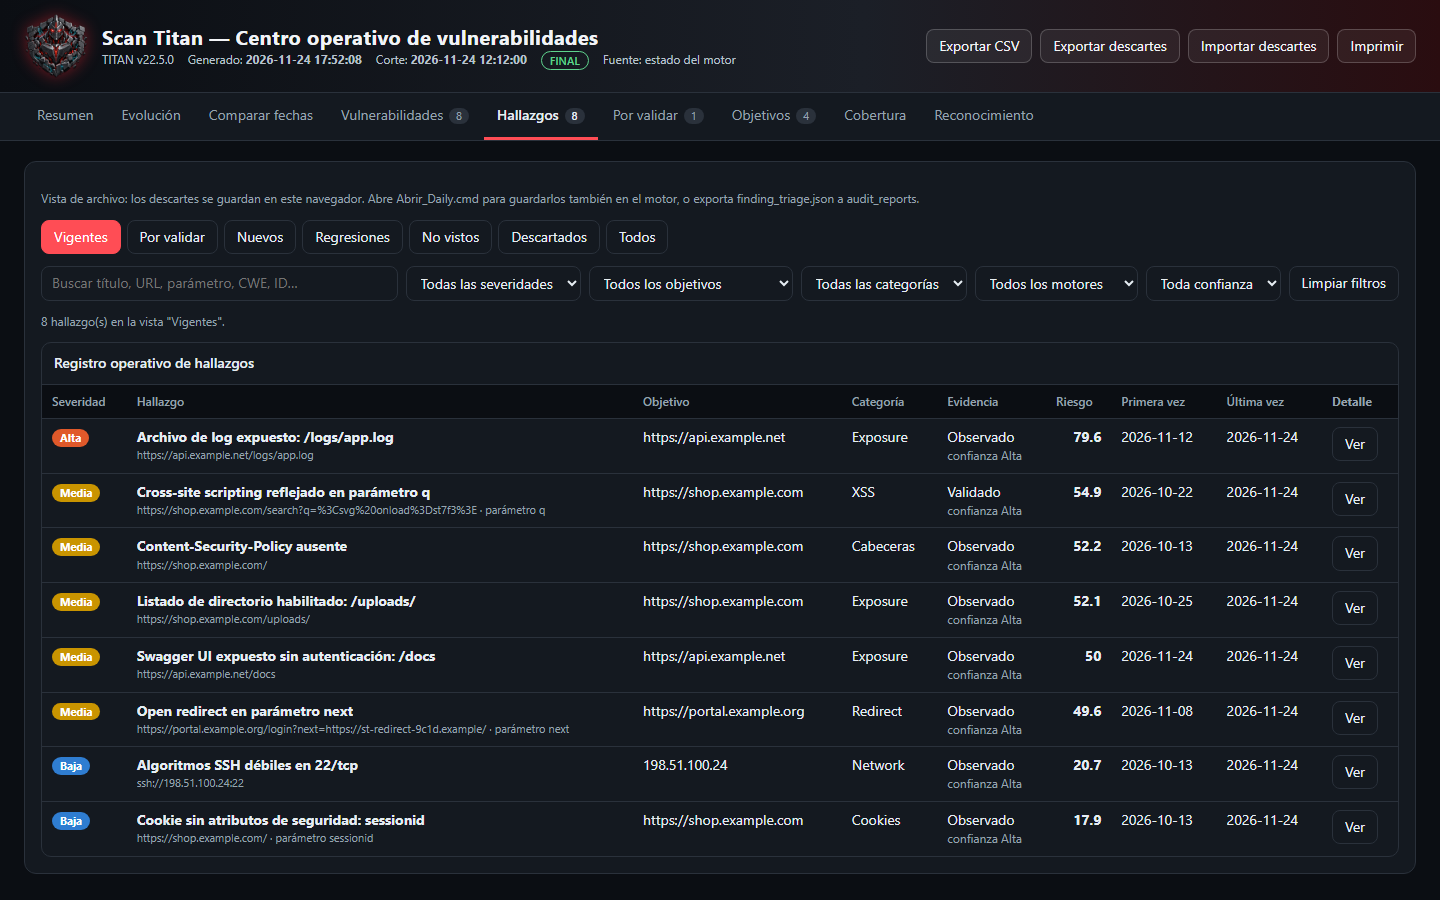 Scan Titan — Centro operativo de vulnerabilidades
TITAN v22.5.0 Generado: 2026-11-24 17:52:08 Corte: 2026-11-24 12:12:00 FINAL Fuente: estado del motor
Exportar CSV Exportar descartes Importar descartes Imprimir
Resumen Evolución Comparar fechas Vulnerabilidades 8 Hallazgos 8 Por validar 1 Objetivos 4 Cobertura Reconocimiento
Vista de archivo: los descartes se guardan en este navegador. Abre Abrir_Daily.cmd para guardarlos también en el motor, o exporta finding_triage.json a audit_reports.
Vigentes Por validar Nuevos Regresiones No vistos Descartados Todos
Buscar título, URL, parámetro, CWE, ID... Todas las severidades Todos los objetivos Todas las categorías Todos los motores Toda confianza Limpiar filtros
8 hallazgo(s) en la vista "Vigentes".
Registro operativo de hallazgos
Severidad Hallazgo Objetivo Categoría Evidencia Riesgo Primera vez Última vez Detalle
Alta Archivo de log expuesto: /logs/app.log https://api.example.net Exposure Observado 79.6 2026-11-12 2026-11-24 Ver
https://api.example.net/logs/app.log confianza Alta
Media Cross-site scripting reflejado en parámetro q https://shop.example.com XSS Validado 54.9 2026-10-22 2026-11-24 Ver
https://shop.example.com/search?q=%3Csvg%20onload%3Dst7f3%3E · parámetro q confianza Alta
Media Content-Security-Policy ausente https://shop.example.com Cabeceras Observado 52.2 2026-10-13 2026-11-24 Ver
https://shop.example.com/ confianza Alta
Media Listado de directorio habilitado: /uploads/ https://shop.example.com Exposure Observado 52.1 2026-10-25 2026-11-24 Ver
https://shop.example.com/uploads/ confianza Alta
Media Swagger UI expuesto sin autenticación: /docs https://api.example.net Exposure Observado 50 2026-11-24 2026-11-24 Ver
https://api.example.net/docs confianza Alta
Media Open redirect en parámetro next https://portal.example.org Redirect Observado 49.6 2026-11-08 2026-11-24 Ver
https://portal.example.org/login?next=https://st-redirect-9c1d.example/ · parámetro next confianza Alta
Baja Algoritmos SSH débiles en 22/tcp 198.51.100.24 Network Observado 20.7 2026-10-13 2026-11-24 Ver
ssh://198.51.100.24:22 confianza Alta
Baja Cookie sin atributos de seguridad: sessionid https://shop.example.com Cookies Observado 17.9 2026-10-13 2026-11-24 Ver
https://shop.example.com/ · parámetro sessionid confianza Alta